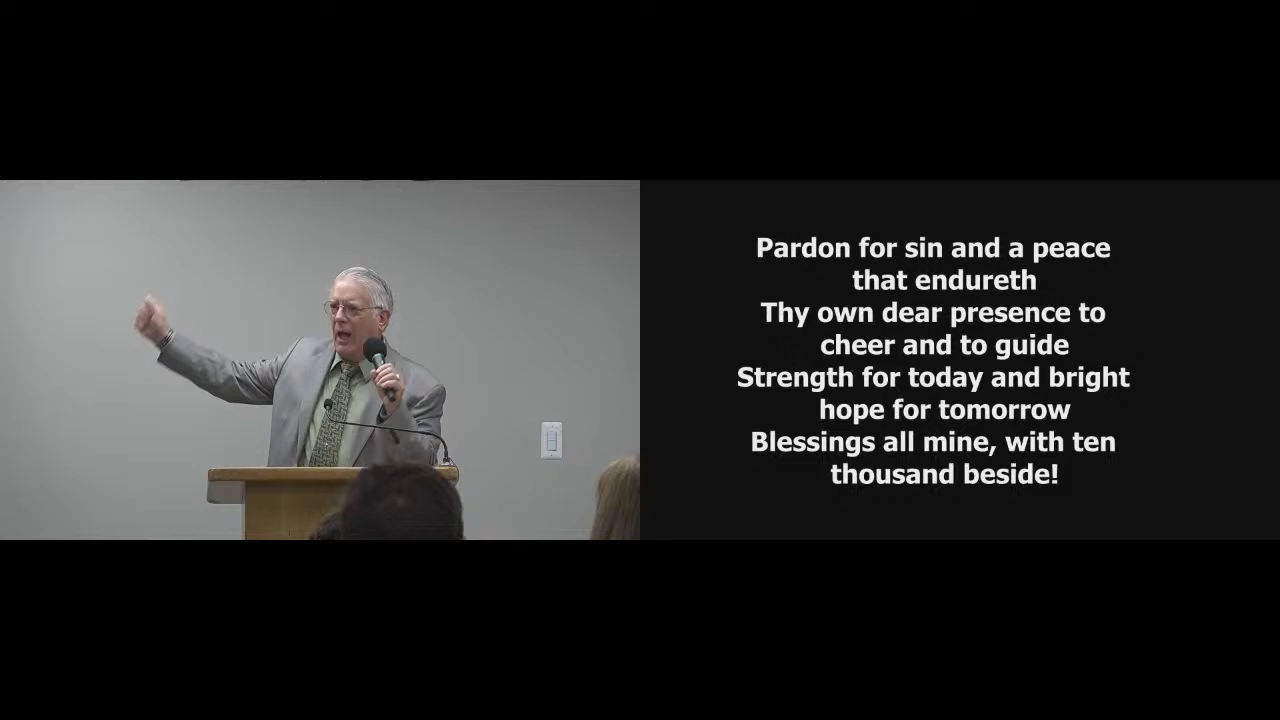 Pardon for sin and a peace
that endureth
Thy own dear presence to
cheer and to guide
Strength for today and bright
hope for tomorrow
Blessings all mine, with ten
thousand beside!